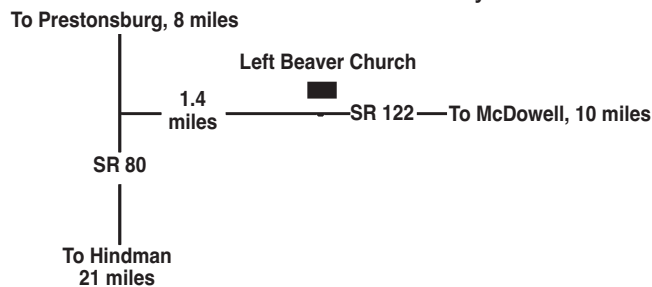 To Prestonsburg, 8 miles
Left Beaver Church
1.4
miles
SR 122
To McDowell, 10 miles
SR 80
To Hindman
21 miles